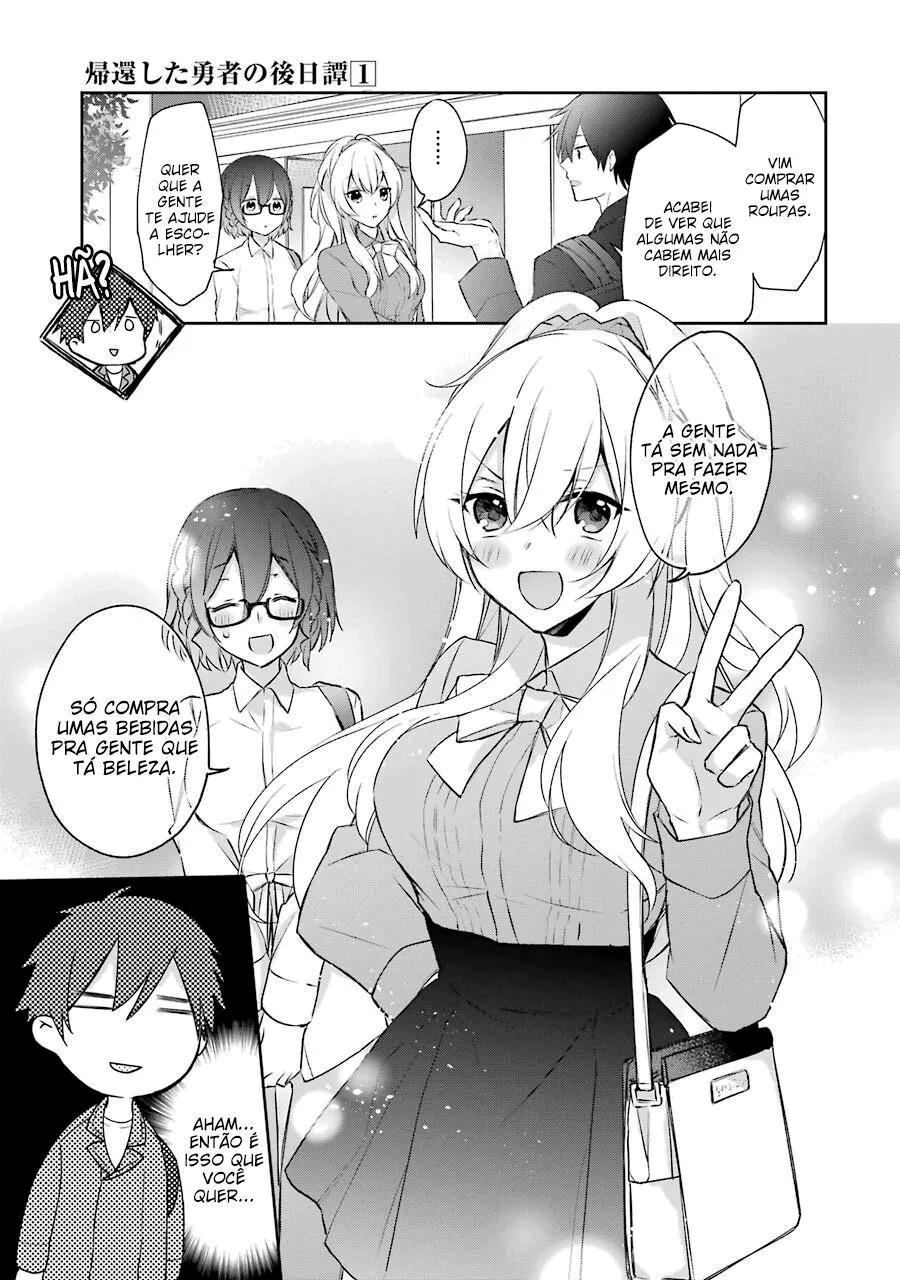 帰還した勇者の後日譚1
VIM
COMPRAR
UMAS
ROUPAS.
ACABEI
DE VER QUE
ALGUMAS NÃO
CABEM MAIS
DIREITO.
......
QUER
QUE A
GENTE
TE AJUDE
A ESCO-
LHER?
HÃ?
A GENTE
TÁ SEM NADA
PRA FAZER
MESMO.
SÓ COMPRA
UMAS BEBIDAS
PRA GENTE QUE
TÁ BELEZA.
AHAM...
ENTÃO É
ISSO QUE
VOCÊ
QUER...